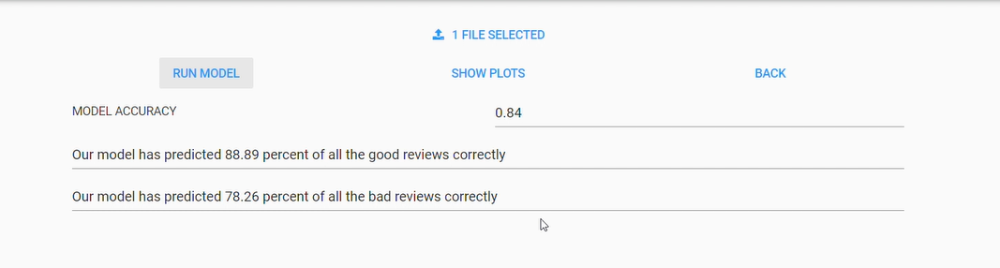 1 FILE SELECTED
RUN MODEL SHOW PLOTS BACK
MODEL ACCURACY 0.84
Our model has predicted 88.89 percent of all the good reviews correctly
Our model has predicted 78.26 percent of all the bad reviews correctly